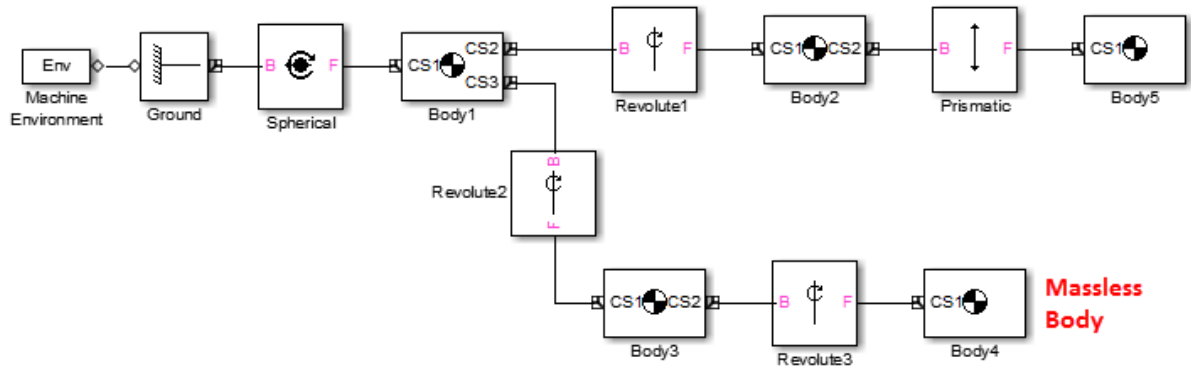 Env
Machine
Environment
Ground
B
F
Spherical
CS1
CS2
CS3
Body1
B
F
Revolute1
CS1
CS2
Body2
B
F
Prismatic
CS1
Body5
Revolute2
B
F
CS1
CS2
Body3
B
F
Revolute3
CS1
Body4
Massless
Body